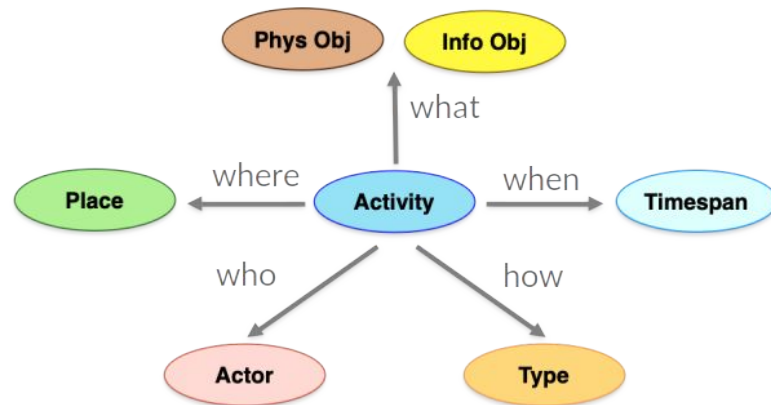 Phys Obj
Info Obj
what
where
when
Place
Activity
Timespan
who
how
Actor
Type